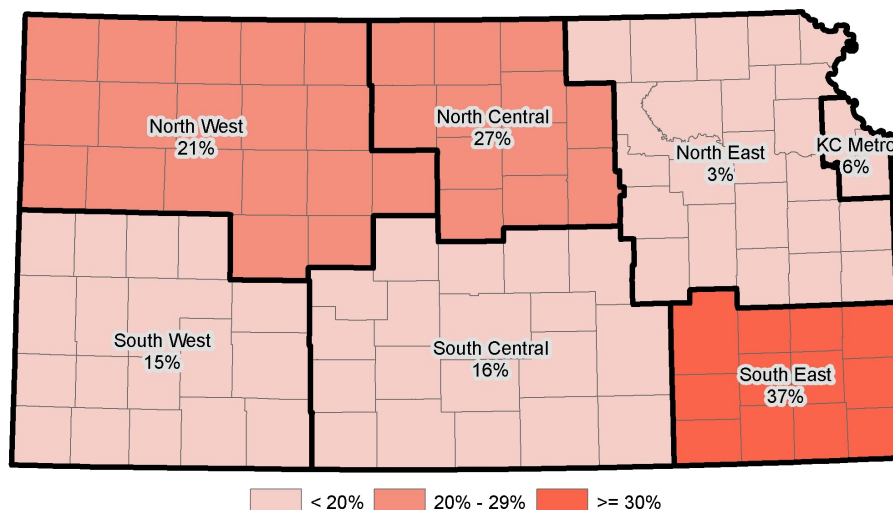 North West
21%
North Central
27%
North East
3%
KC Metro
6%
South West
15%
South Central
16%
South East
37%
< 20%
20% - 29%
>= 30%